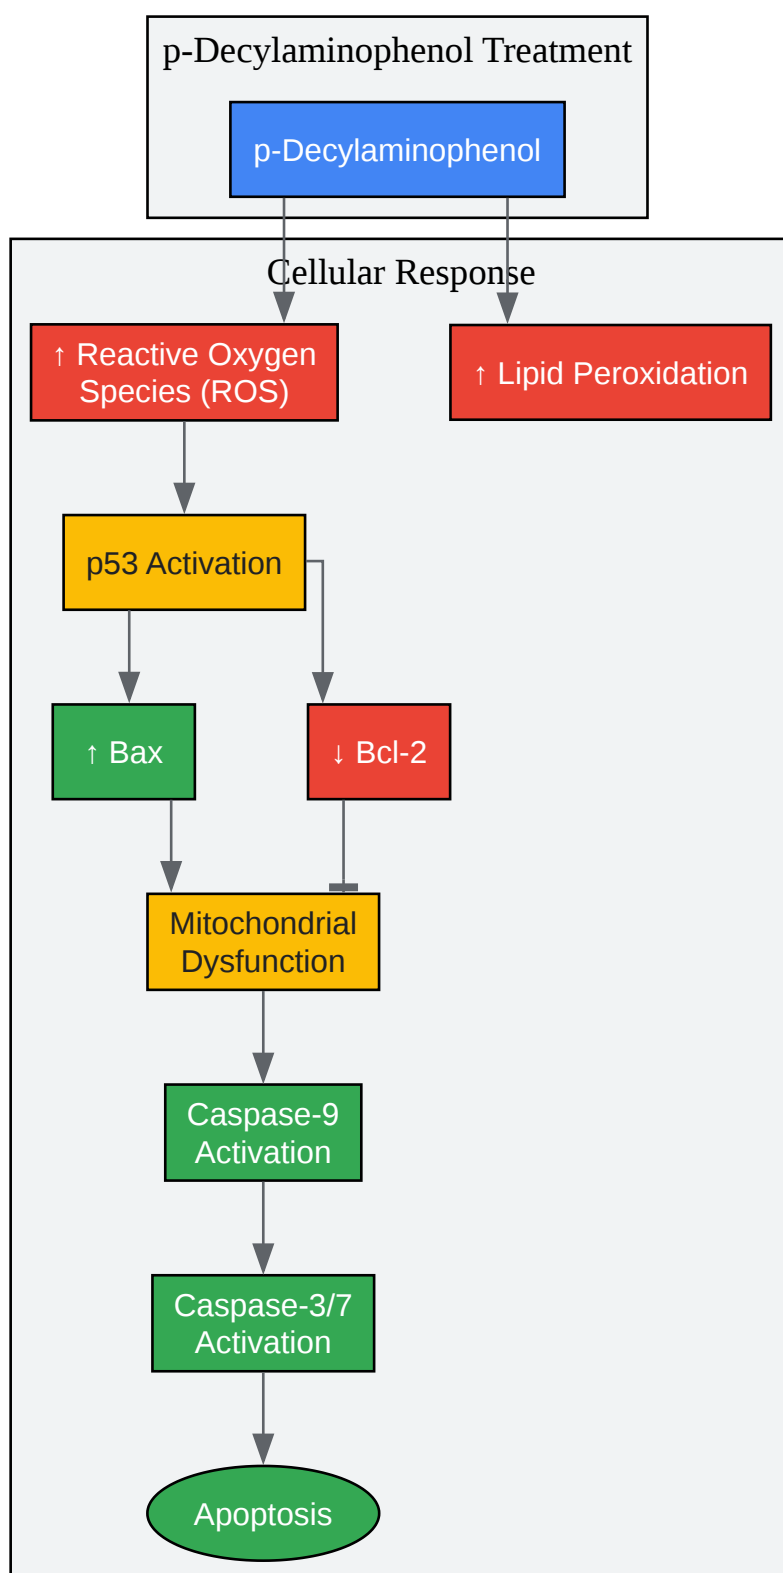 p-Decylaminophenol Treatment
p-Decylaminophenol
Cellular Response
↑ Reactive Oxygen
Species (ROS)
↑ Lipid Peroxidation
p53 Activation
↑ Bax
↓ Bcl-2
Mitochondrial
Dysfunction
Caspase-9
Activation
Caspase-3/7
Activation
Apoptosis